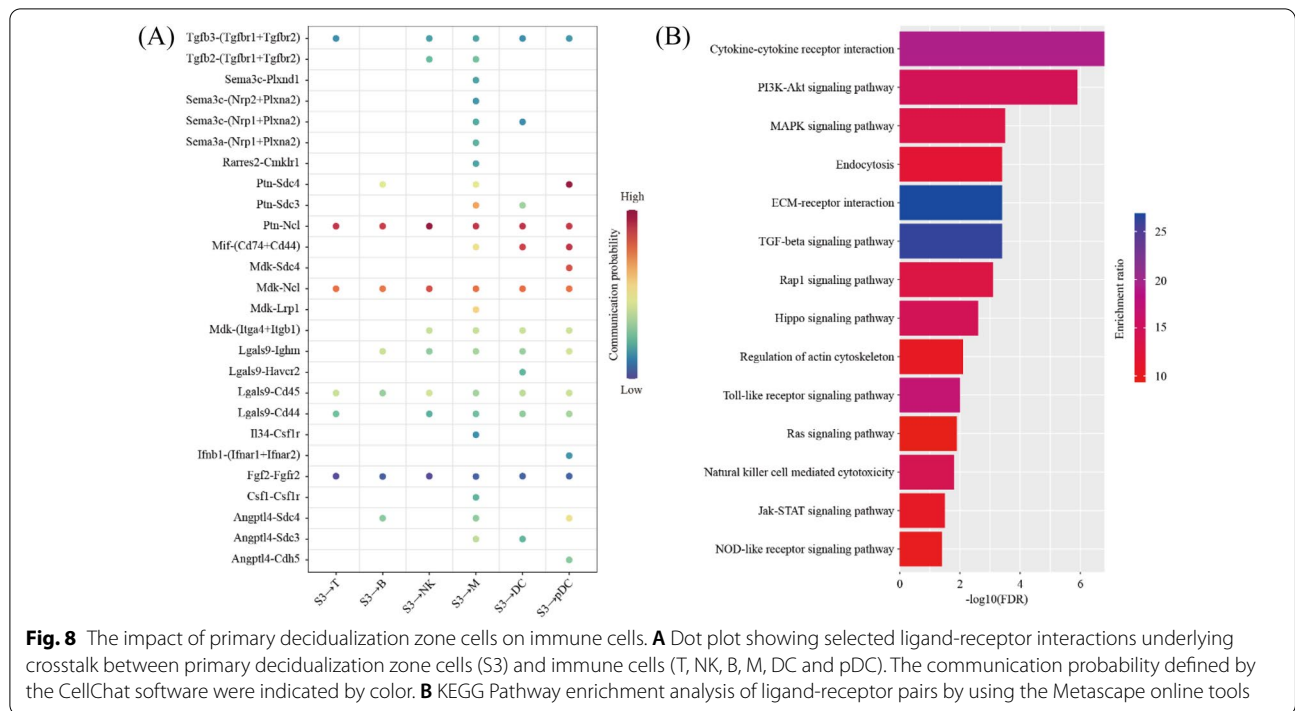 (A)
Tgfb3-(Tgfbr1+Tgfbr2)
Tgfb2-(Tgfbr1+Tgfbr2)
Sema3c-Plxnd1
Sema3c-(Nrp2+Plxna2)
Sema3c-(Nrp1+Plxna2)
Sema3a-(Nrp1+Plxna2)
Rarres2-Cmklr1
Ptn-Sdc4
Ptn-Sdc3
Ptn-Ncl
Mif-(Cd74+Cd44)
Mdk-Sdc4
Mdk-Ncl
Mdk-Lrp1
Mdk-(Itga4+Itgb1)
Lgals9-Ighm
Lgals9-Havcr2
Lgals9-Cd45
Lgals9-Cd44
Il34-Csf1r
Ifnb1-(Ifnar1+Ifnar2)
Fgf2-Fgfr2
Csf1-Csf1r
Angptl4-Sdc4
Angptl4-Sdc3
Angptl4-Cdh5
S3→T
S3→B
S3→NK
S3→M
S3→DC
S3→pDC
High
Communication probability
Low
(B)
Cytokine-cytokine receptor interaction
PI3K-Akt signaling pathway
MAPK signaling pathway
Endocytosis
ECM-receptor interaction
TGF-beta signaling pathway
Rap1 signaling pathway
Hippo signaling pathway
Regulation of actin cytoskeleton
Toll-like receptor signaling pathway
Ras signaling pathway
Natural killer cell mediated cytotoxicity
Jak-STAT signaling pathway
NOD-like receptor signaling pathway
0 2 4 6
-log10(FDR)
Enrichment ratio
25
20
15
10
Fig. 8 The impact of primary decidualization zone cells on immune cells. A Dot plot showing selected ligand-receptor interactions underlying
crosstalk between primary decidualization zone cells (S3) and immune cells (T, NK, B, M, DC and pDC). The communication probability defined by
the CellChat software were indicated by color. B KEGG Pathway enrichment analysis of ligand-receptor pairs by using the Metascape online tools